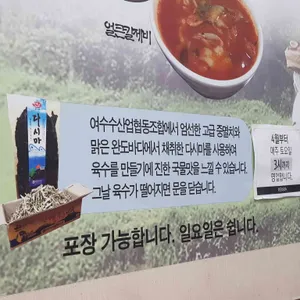 얼큰칼제비
다시마
여수수산업협동조합에서 엄선한 고급 중멸치와
맑은 완도바다에서 채취한 다시마를 사용하여
육수를 만들기에 진한 국물맛을 느낄 수 있습니다.
그날 육수가 떨어지면 문을 닫습니다.
4월부터
매주 토요일
3시까지
영업합니다.
포장 가능합니다. 일요일은 쉽니다.